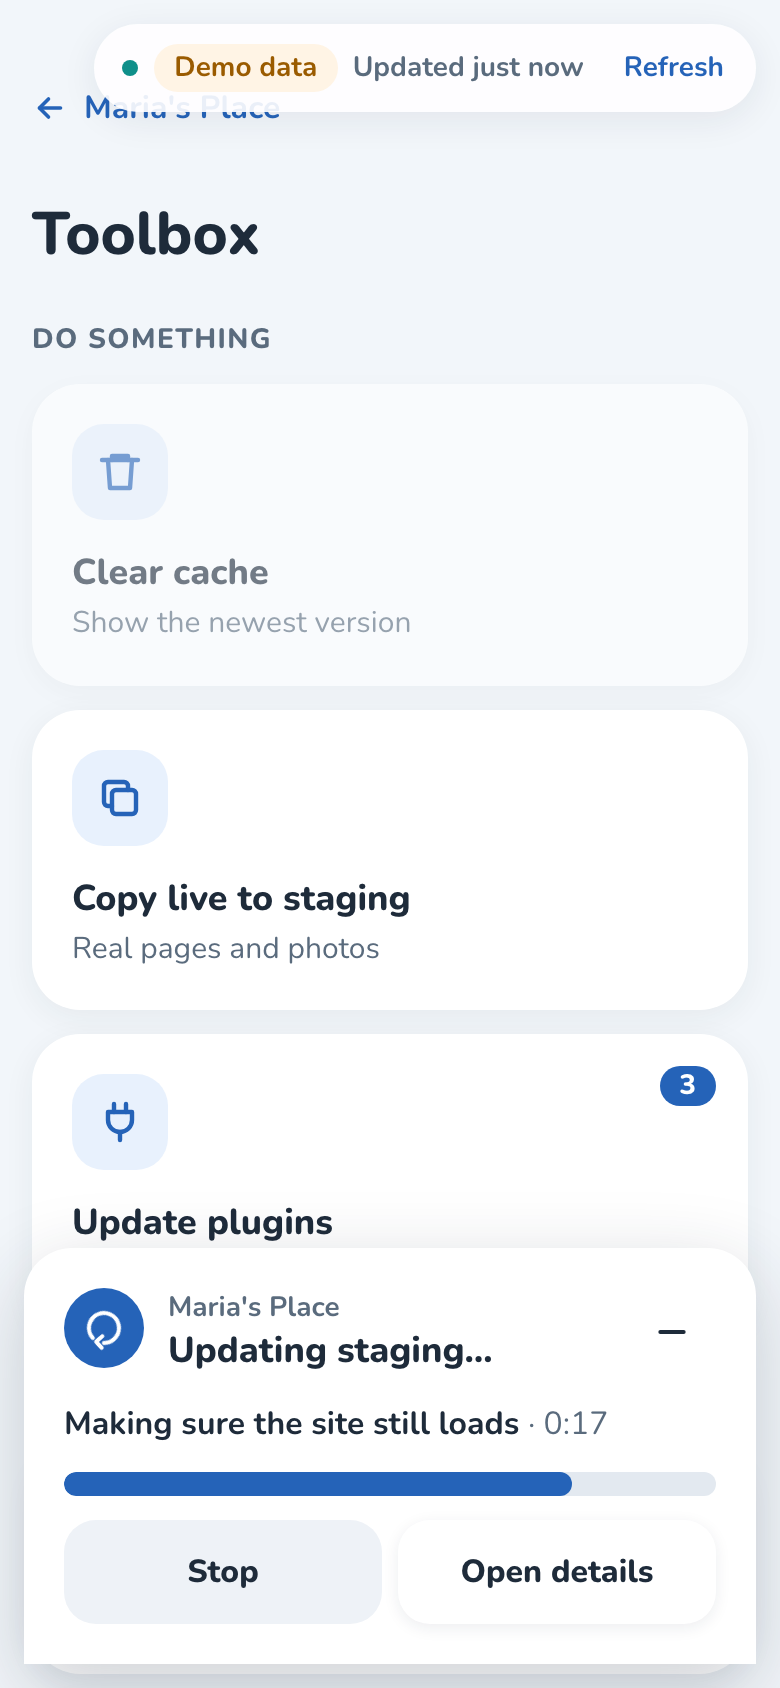 Demo data Updated just now Refresh
Maria's Place
Toolbox
DO SOMETHING
Clear cache
Show the newest version
Copy live to staging
Real pages and photos
3
Update plugins
Maria's Place
Updating staging...
Making sure the site still loads · 0:17
Stop Open details